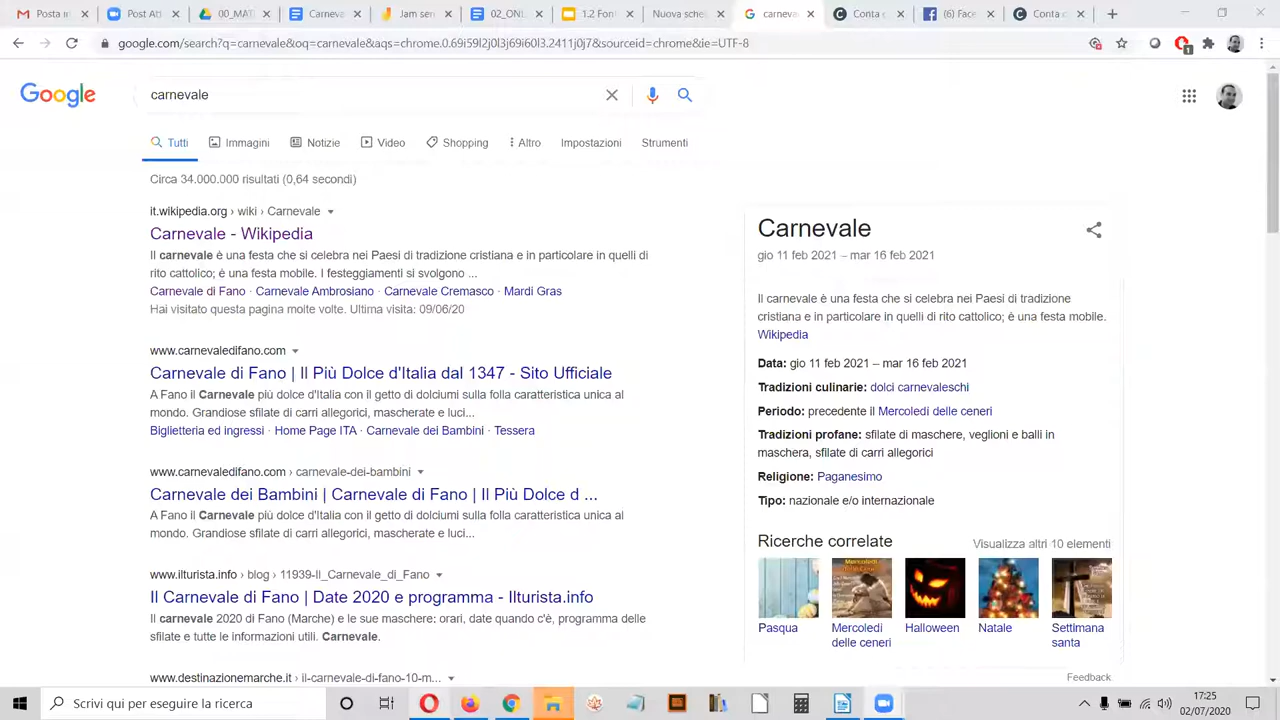 Posta in
Post Ati
00_MAT
Carneva
Jam ser
02_ONL
1.2 Font
Nuova sche
carneva
Conta c
(6) Face
Conta c
google.com/search?q=carnevale&oq=carnevale&aqs=chrome.0.69i59l2j0l3j69i60l3.2411j0j7&sourceid=chrome&ie=UTF-8
Google
carnevale
Tutti Immagini Notizie Video Shopping Altro Impostazioni Strumenti
Circa 34.000.000 risultati (0,64 secondi)
it.wikipedia.org › wiki › Carnevale
Carnevale - Wikipedia
Il carnevale è una festa che si celebra nei Paesi di tradizione cristiana e in particolare in quelli di
rito cattolico; è una festa mobile. I festeggiamenti si svolgono ...
Carnevale di Fano · Carnevale Ambrosiano · Carnevale Cremasco · Mardi Gras
Hai visitato questa pagina molte volte. Ultima visita: 09/06/20
www.carnevaledifano.com
Carnevale di Fano | Il Più Dolce d'Italia dal 1347 - Sito Ufficiale
A Fano il Carnevale più dolce d'Italia con il getto di dolciumi sulla folla caratteristica unica al
mondo. Grandiose sfilate di carri allegorici, mascherate e luci...
Biglietteria ed ingressi · Home Page ITA · Carnevale dei Bambini · Tessera
www.carnevaledifano.com › carnevale-dei-bambini
Carnevale dei Bambini | Carnevale di Fano | Il Più Dolce d ...
A Fano il Carnevale più dolce d'Italia con il getto di dolciumi sulla folla caratteristica unica al
mondo. Grandiose sfilate di carri allegorici, mascherate e luci...
www.ilturista.info › blog › 11939-Il_Carnevale_di_Fano
Il Carnevale di Fano | Date 2020 e programma - Ilturista.info
Il carnevale 2020 di Fano (Marche) e le sue maschere: orari, date quando c'è, programma delle
sfilate e tutte le informazioni utili. Carnevale.
www.destinazionemarche.it › il-carnevale-di-fano-10-m...
Carnevale
gio 11 feb 2021 – mar 16 feb 2021
Il carnevale è una festa che si celebra nei Paesi di tradizione
cristiana e in particolare in quelli di rito cattolico; è una festa mobile.
Wikipedia
Data: gio 11 feb 2021 – mar 16 feb 2021
Tradizioni culinarie: dolci carnevaleschi
Periodo: precedente il Mercoledì delle ceneri
Tradizioni profane: sfilate di maschere, veglioni e balli in
maschera, sfilate di carri allegorici
Religione: Paganesimo
Tipo: nazionale e/o internazionale
Ricerche correlate
Visualizza altri 10 elementi
Pasqua
Mercoledì
delle ceneri
Halloween
Natale
Settimana
santa
Feedback
Scrivi qui per eseguire la ricerca
17:25
02/07/2020